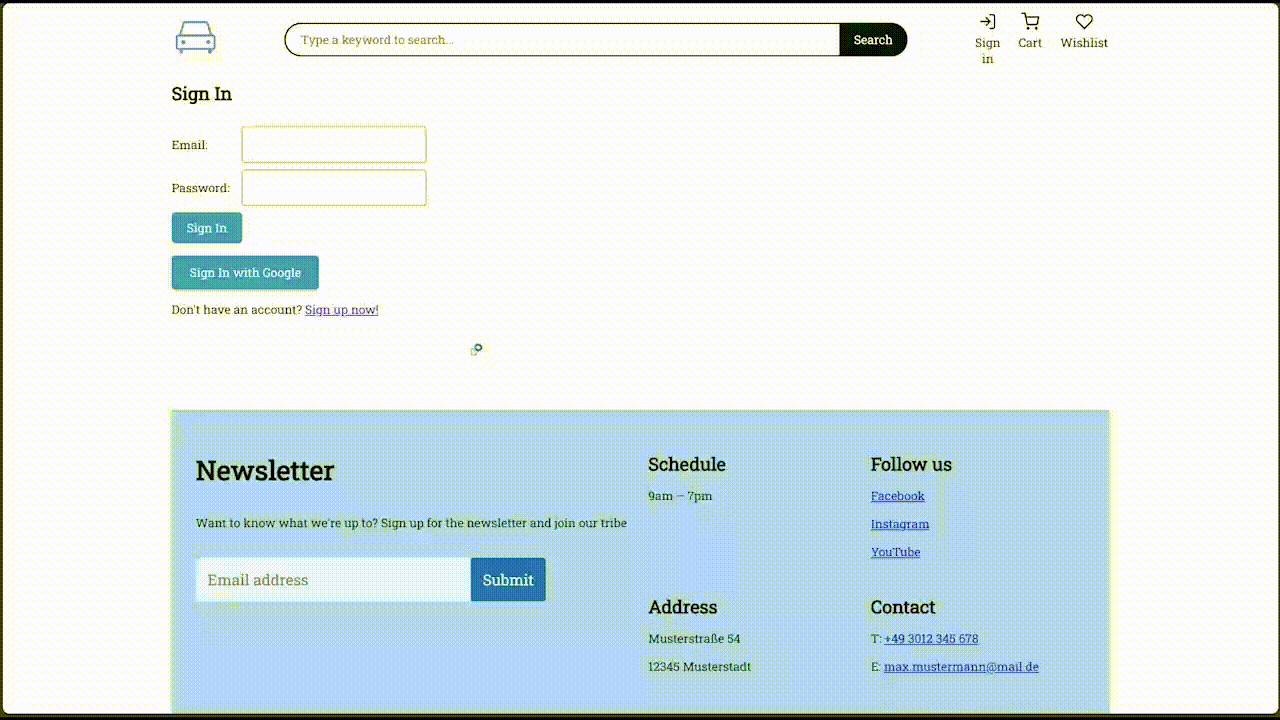 Type a keyword to search...
Search
Sign in
Cart
Wishlist
Sign In
Email:
Password:
Sign In
Sign In with Google
Don't have an account? Sign up now!
Newsletter
Want to know what we're up to? Sign up for the newsletter and join our tribe
Email address
Submit
Schedule
9am – 7pm
Follow us
Facebook
Instagram
YouTube
Address
Musterstraße 54
12345 Musterstadt
Contact
T: +49 3012 345 678
E: max.mustermann@mail.de